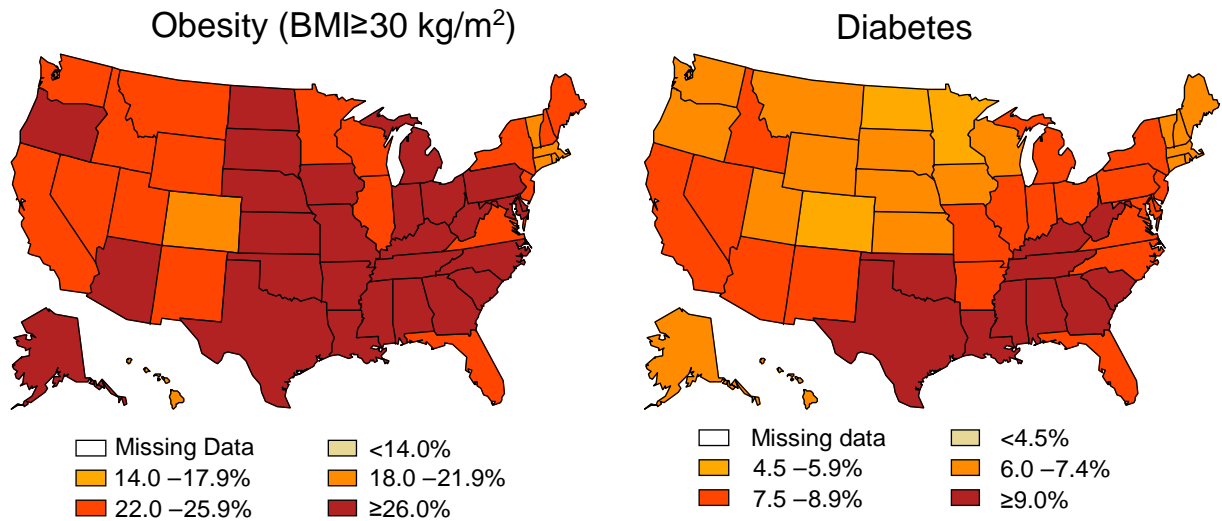 Obesity (BMI≥30 kg/m²)
Diabetes
Missing Data
<14.0%
14.0 –17.9%
18.0 –21.9%
22.0 –25.9%
≥26.0%
Missing data
<4.5%
4.5 –5.9%
6.0 –7.4%
7.5 –8.9%
≥9.0%